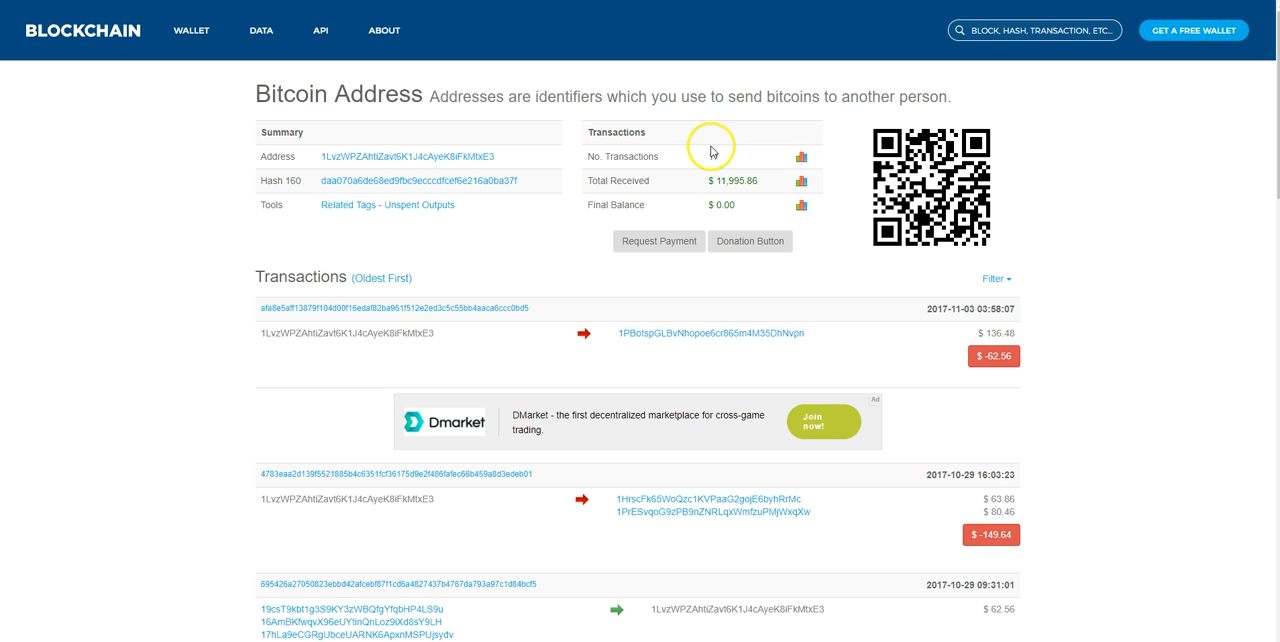 BLOCKCHAIN WALLET DATA API ABOUT BLOCK, HASH, TRANSACTION, ETC... GET A FREE WALLET
Bitcoin Address Addresses are identifiers which you use to send bitcoins to another person.
Summary
Address 1LvzWPZAhtiZavt6K1J4cAyeK8iFkMtxE3
Hash 160 daa070a6de68ed9fbc9ecccdfcef6e216a0ba37f
Tools Related Tags - Unspent Outputs
Transactions
No. Transactions
Total Received $ 11,995.86
Final Balance $ 0.00
Request Payment Donation Button
Transactions (Oldest First) Filter
afa8e5aff13879f104d00f16edaf82ba961f512e2ed3c5c55bb4aaca6ccc0bd5 2017-11-03 03:58:07
1LvzWPZAhtiZavt6K1J4cAyeK8iFkMtxE3 1PBotspGLBvNhopoe6cr865m4M35DhNvpn $ 136.48
$ -62.56
Ad
Dmarket DMarket - the first decentralized marketplace for cross-game
trading.
Join
now!
4783eaa2d139f5521885b4c6351fcf36175d9e2f486fafec66b459a8d3edeb01 2017-10-29 16:03:23
1LvzWPZAhtiZavt6K1J4cAyeK8iFkMtxE3 1HrscFk65WoQzc1KVPaaG2gojE6byhRrMc $ 63.86
1PrESvqoG9zPB9nZNRLqxWmfzuPMjWxqXw $ 80.46
$ -149.64
695426a27050823ebbd42afcebf87f1cd6a4827437b4767da793a97c1d84bcf5 2017-10-29 09:31:01
19csT9kbt1g3S9KY3zWBQfgYfqbHP4LS9u 1LvzWPZAhtiZavt6K1J4cAyeK8iFkMtxE3 $ 62.56
16AmBKfwqvX96eUYtinQnLoz9iXd8sY9LH
17hLa9eCGRgUbceUARNK6ApxnMSPUjsydv